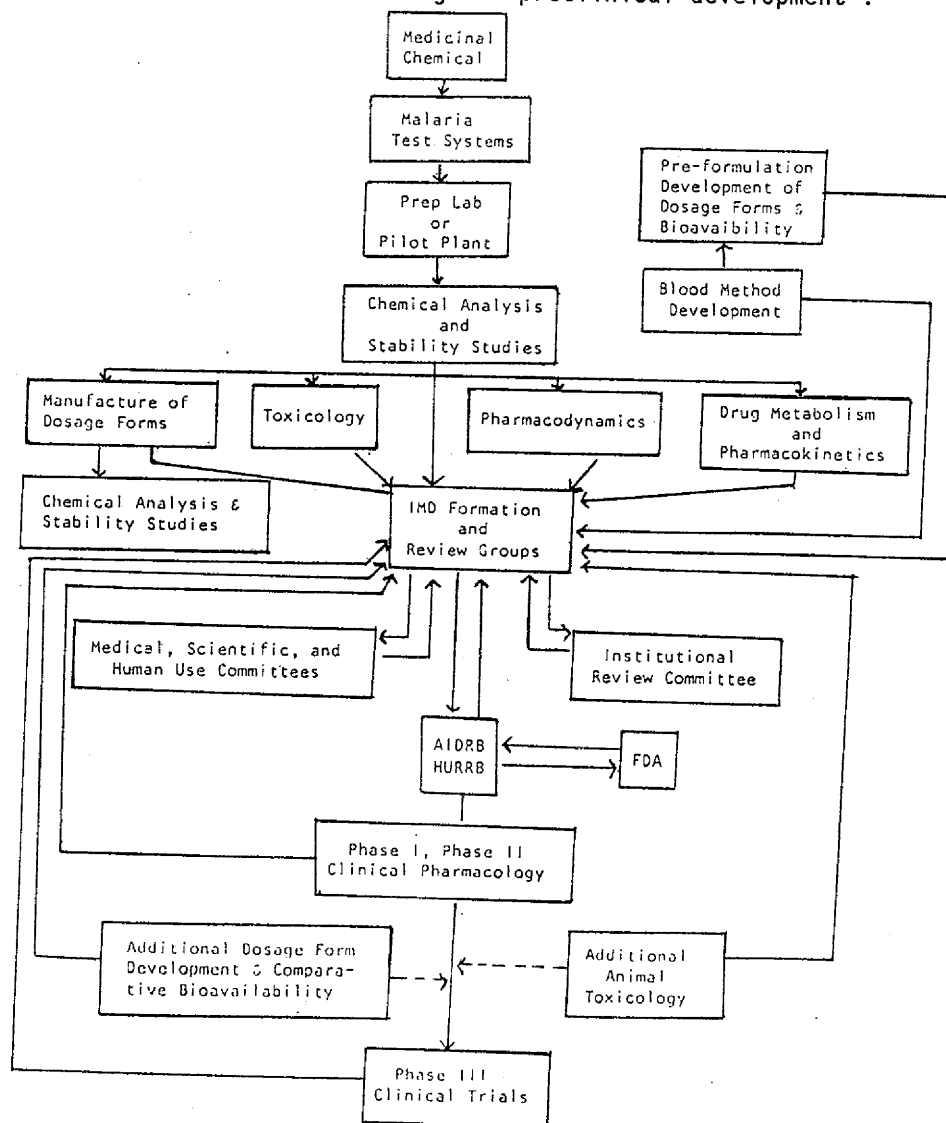 preclinical development".
Medicinal
Chemical
Malaria
Test Systems
Prep Lab
or
Pilot Plant
Pre-formulation
Development of
Dosage Forms &
Bioavaibility
Blood Method
Development
Chemical Analysis
and
Stability Studies
Manufacture of
Dosage Forms
Toxicology
Pharmacodynamics
Drug Metabolism
and
Pharmacokinetics
Chemical Analysis &
Stability Studies
IMD Formation
and
Review Groups
Medical, Scientific, and
Human Use Committees
Institutional
Review Committee
AIDRB
HURRB
FDA
Phase I, Phase II
Clinical Pharmacology
Additional Dosage Form
Development & Compara-
tive Bioavailability
Additional
Animal
Toxicology
Phase III
Clinical Trials